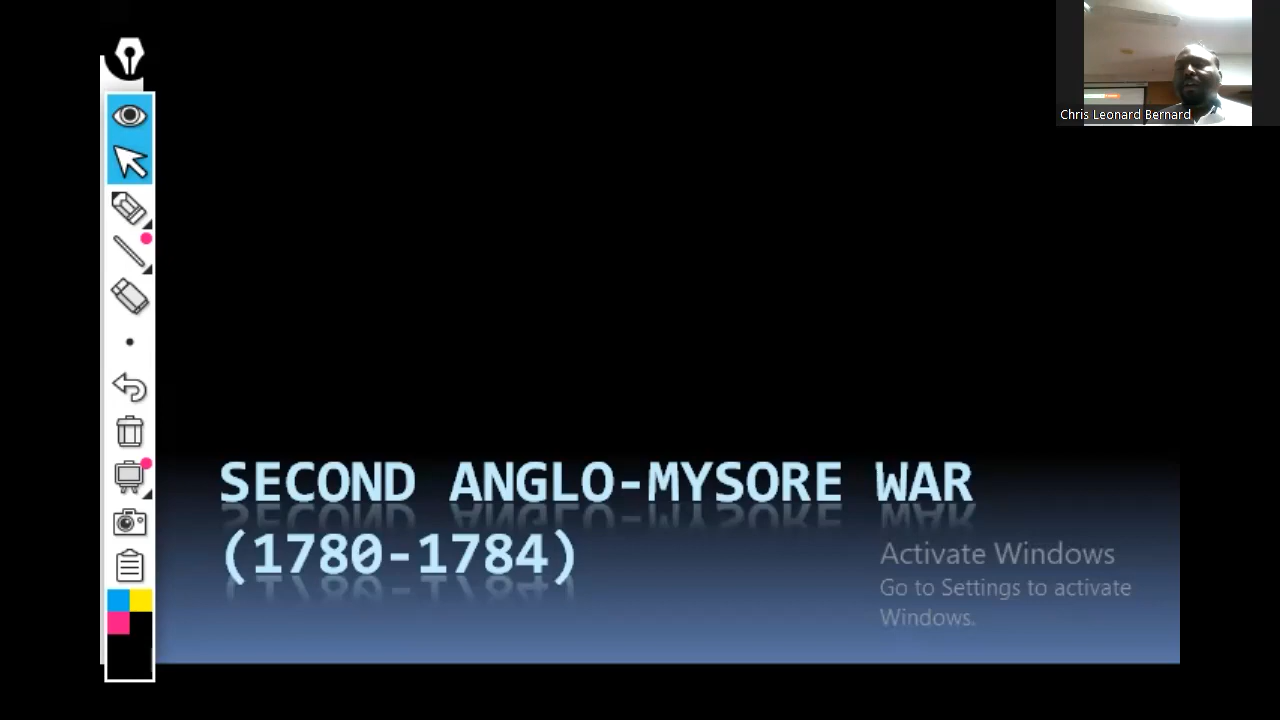 Chris Leonard Bernard
SECOND ANGLO-MYSORE WAR
(1780-1784)
Activate Windows
Go to Settings to activate
Windows.